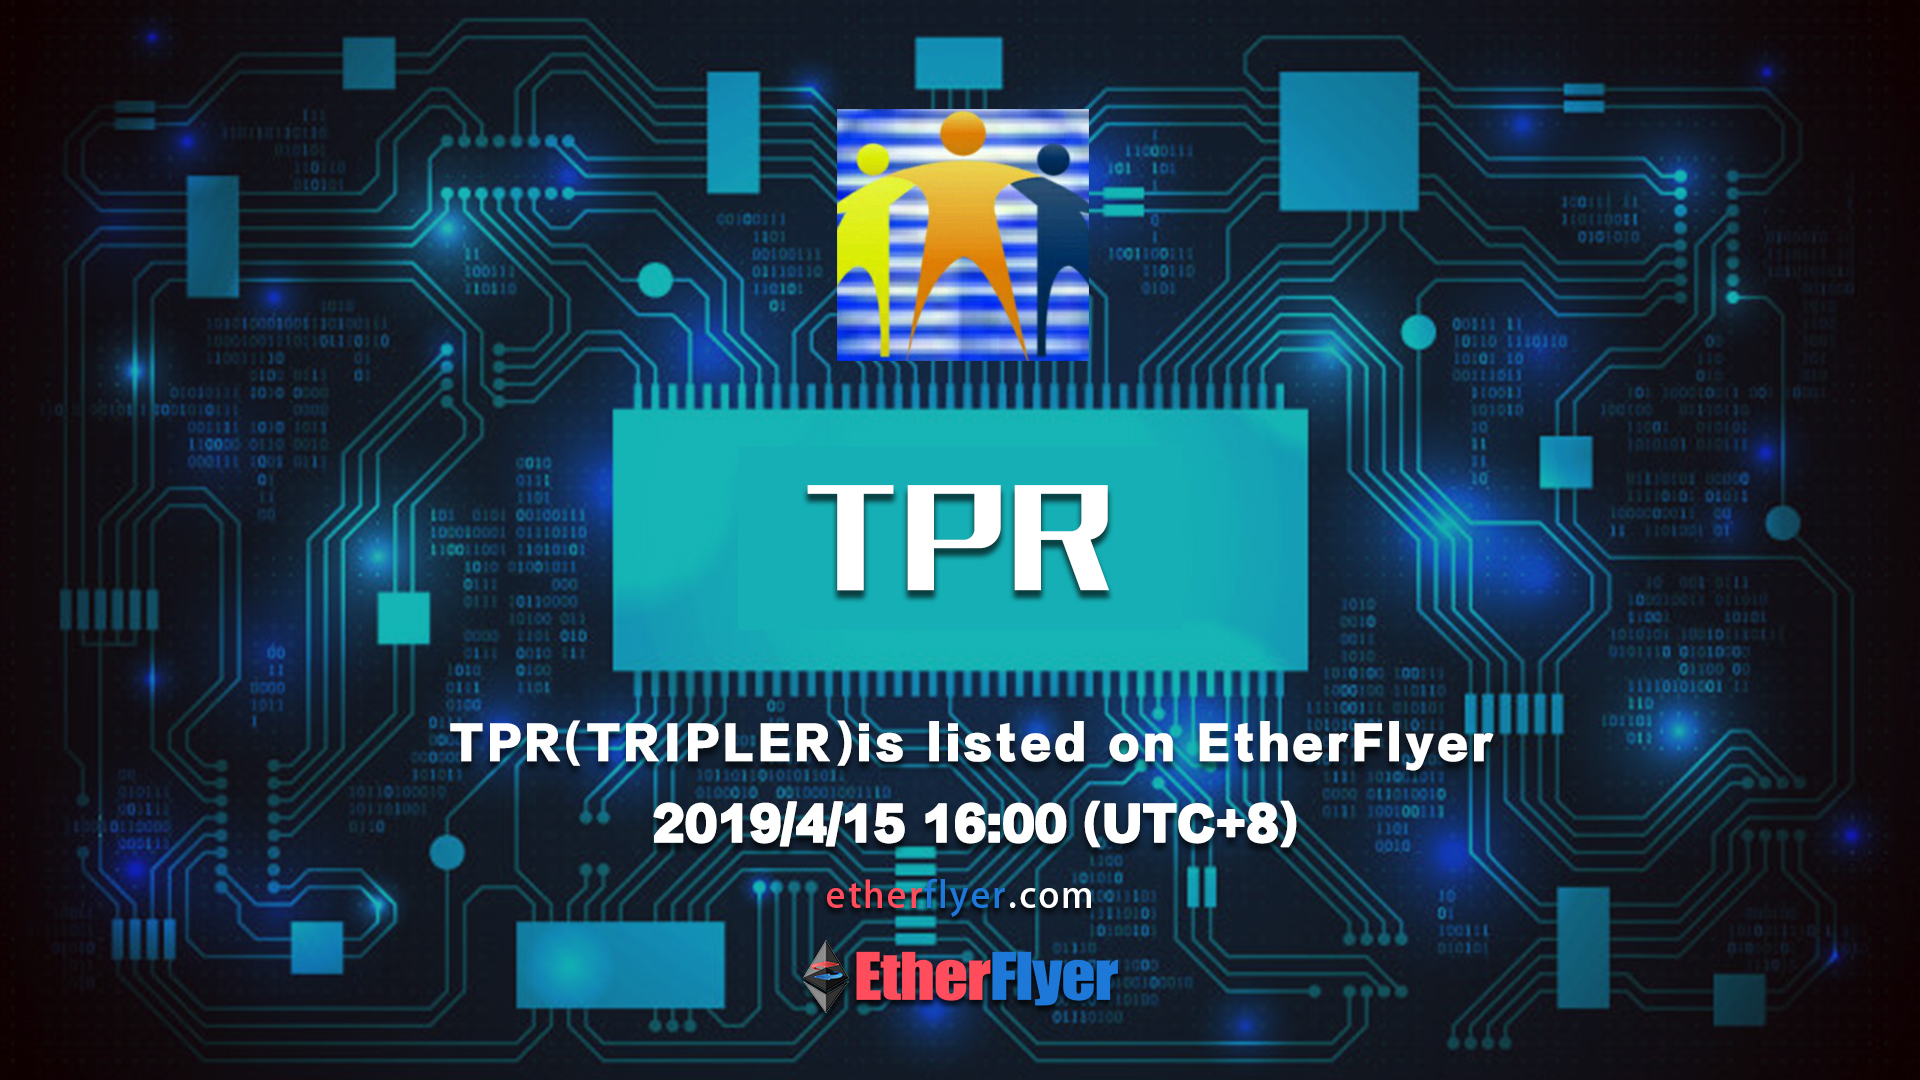 TPR
TPR(TRIPLER)is listed on EtherFlyer
2019/4/15 16:00 (UTC+8)
etherflyer.com
EtherFlyer